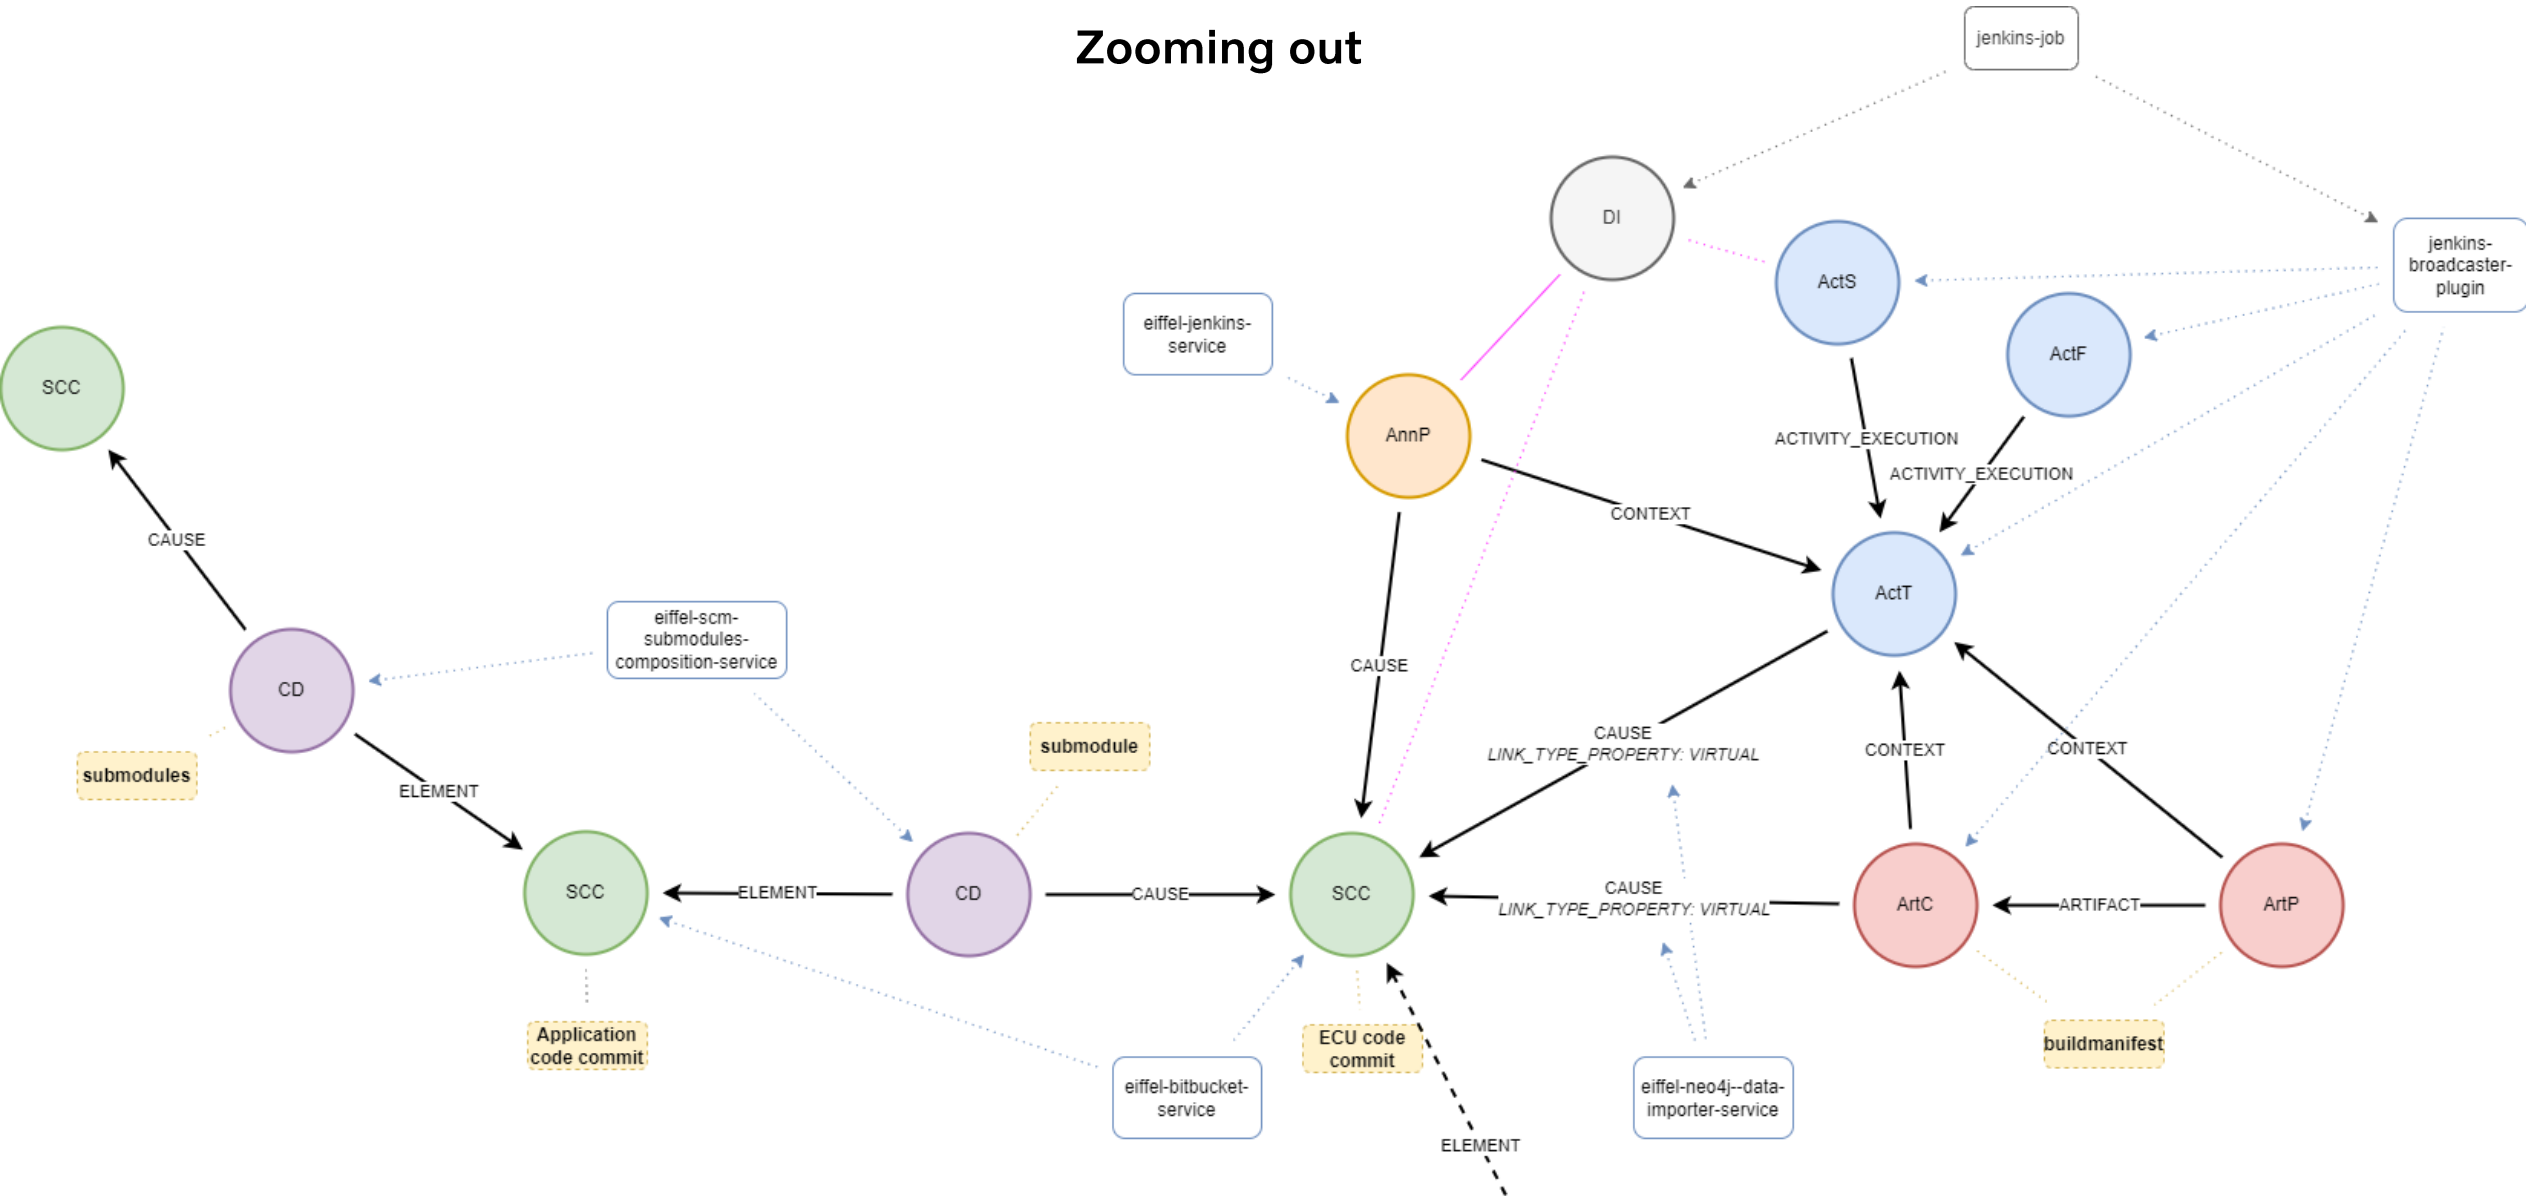 Zooming out
jenkins-job
DI
jenkins-
broadcaster-
plugin
ActS
eiffel-jenkins-
service
ActF
SCC
AnnP
ACTIVITY_EXECUTION
ACTIVITY_EXECUTION
CONTEXT
CAUSE
ActT
eiffel-scm-
submodules-
composition-service
CAUSE
CD
submodule
CAUSE
LINK_TYPE_PROPERTY: VIRTUAL
CONTEXT
CONTEXT
submodules
ELEMENT
SCC
ELEMENT
CD
CAUSE
SCC
CAUSE
LINK_TYPE_PROPERTY: VIRTUAL
ArtC
ARTIFACT
ArtP
Application
code commit
ECU code
commit
buildmanifest
eiffel-bitbucket-
service
eiffel-neo4j--data-
importer-service
ELEMENT